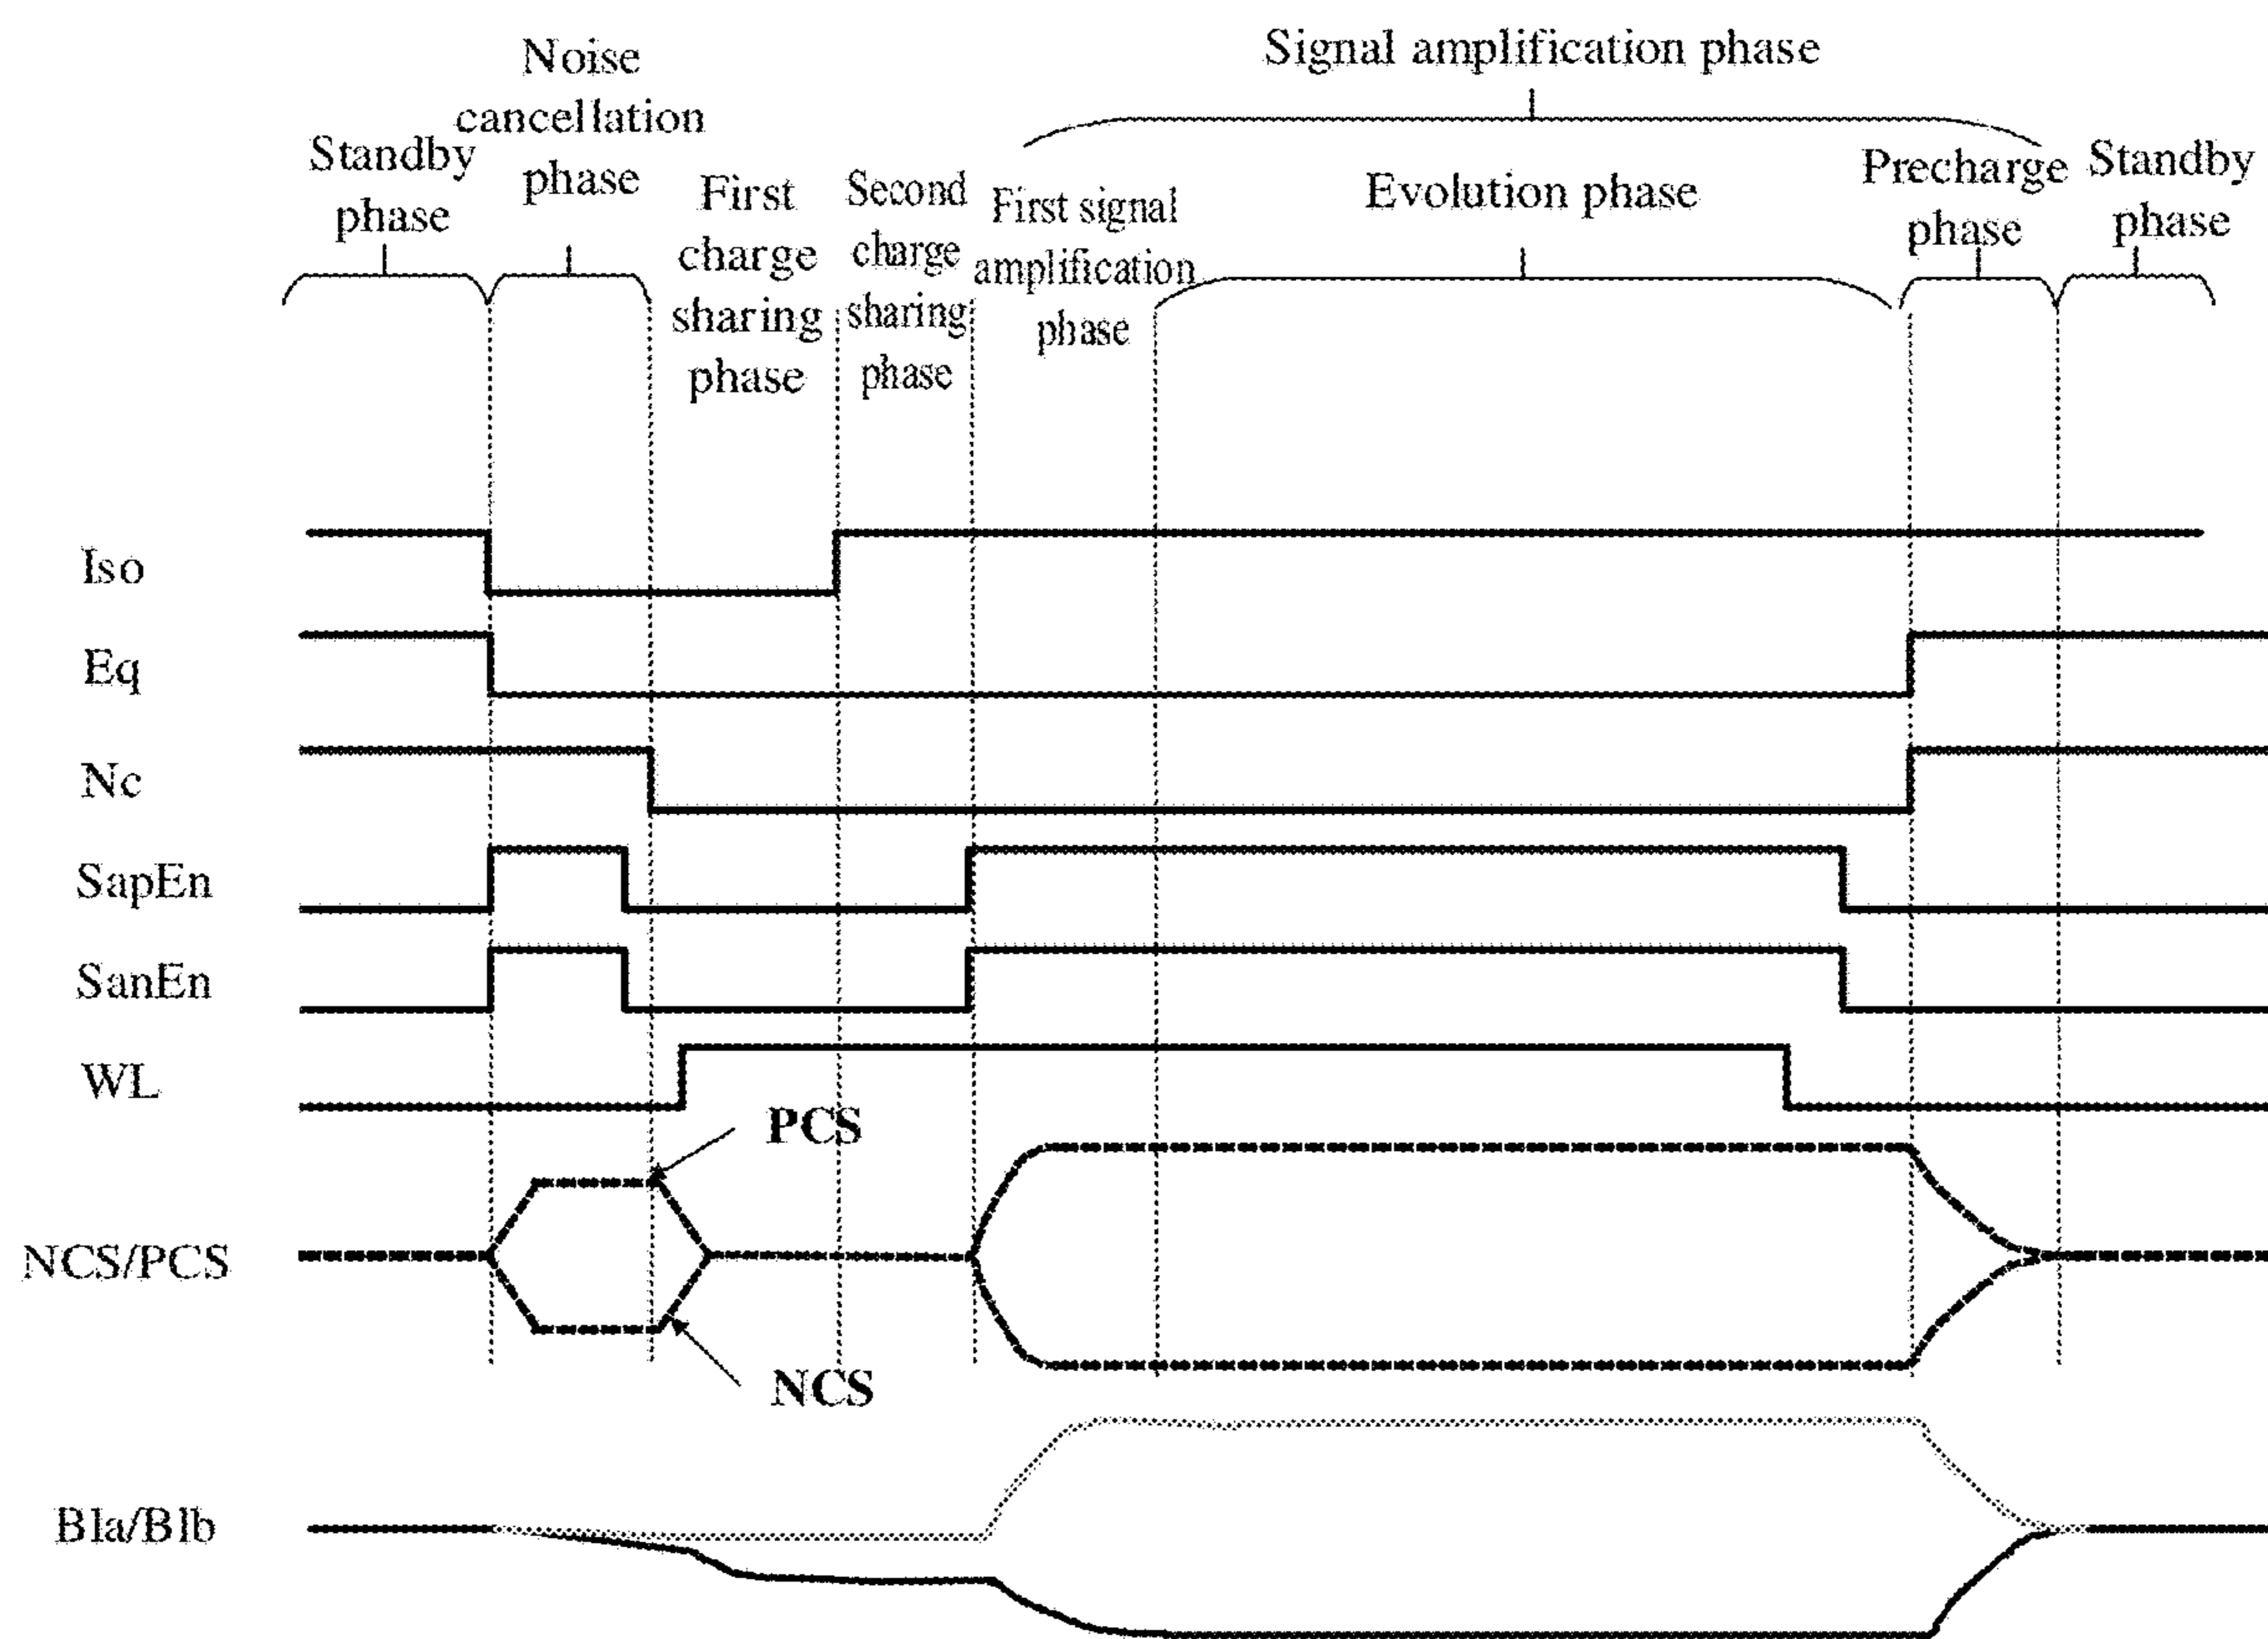 Signal amplification phase
Noise
cancellation
phase
Standby
phase
First
charge
sharing
phase
Second
charge
sharing
phase
First signal
amplification
phase
Evolution phase
Precharge
phase
Standby
phase
Iso
Eq
Nc
SapEn
SanEn
WL
PCS
NCS/PCS
NCS
Bla/Blb